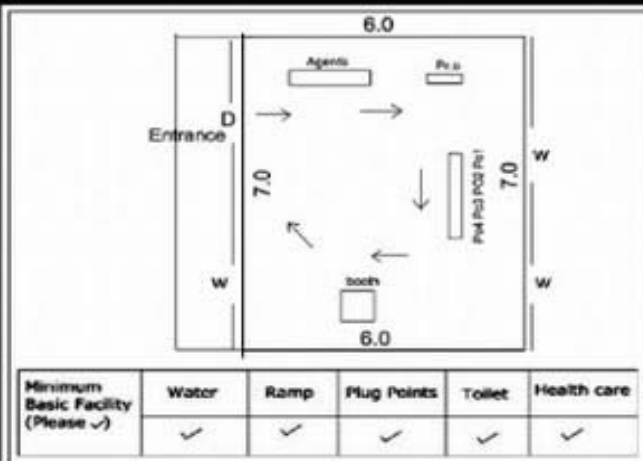 6.0
Agents
Po.o
D
Entrance
7.0
W
Po4 Po3 PO2 Po1
7.0
W
booth
W
6.0
Minimum Basic Facility (Please ✓)
Water
Ramp
Plug Points
Toilet
Health care
✓ ✓ ✓ ✓ ✓